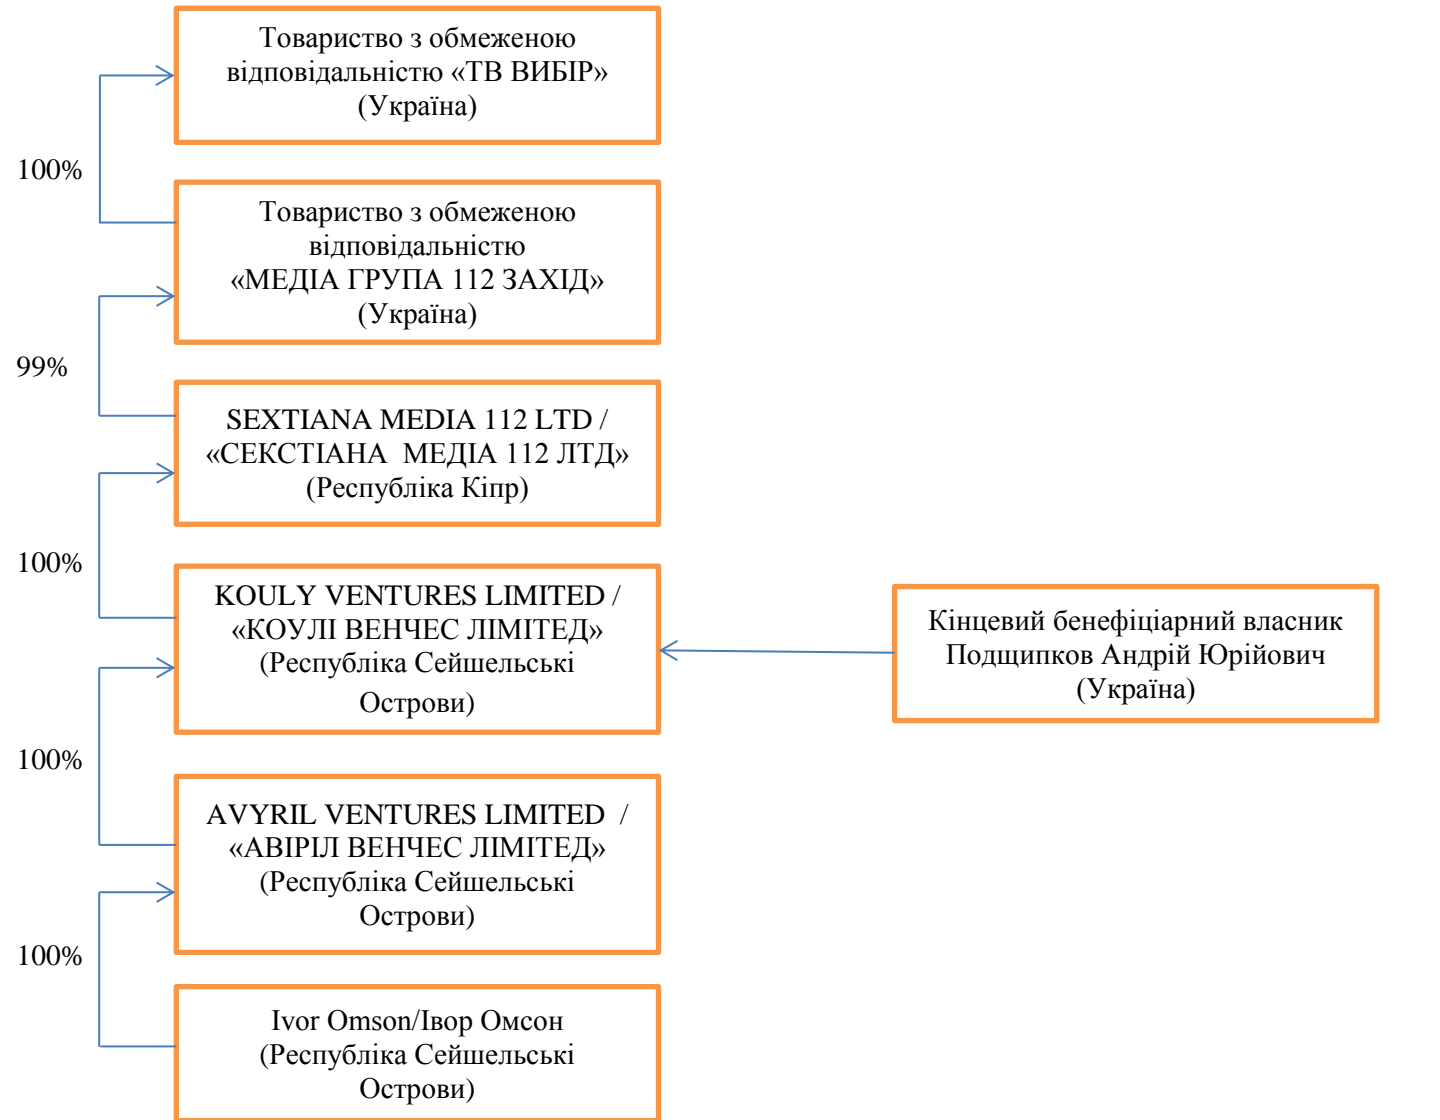 Товариство з обмеженою
відповідальністю «ТВ ВИБІР»
(Україна)
100%
Товариство з обмеженою
відповідальністю
«МЕДІА ГРУПА 112 ЗАХІД»
(Україна)
99%
SEXTIANA MEDIA 112 LTD /
«СЕКСТІАНА МЕДІА 112 ЛТД»
(Республіка Кіпр)
100%
KOULY VENTURES LIMITED /
«КОУЛІ ВЕНЧЕС ЛІМІТЕД»
(Республіка Сейшельські
Острови)
Кінцевий бенефіціарний власник
Подщипков Андрій Юрійович
(Україна)
100%
AVYRIL VENTURES LIMITED /
«АВІРІЛ ВЕНЧЕС ЛІМІТЕД»
(Республіка Сейшельські
Острови)
100%
Ivor Omson/Івор Омсон
(Республіка Сейшельські
Острови)